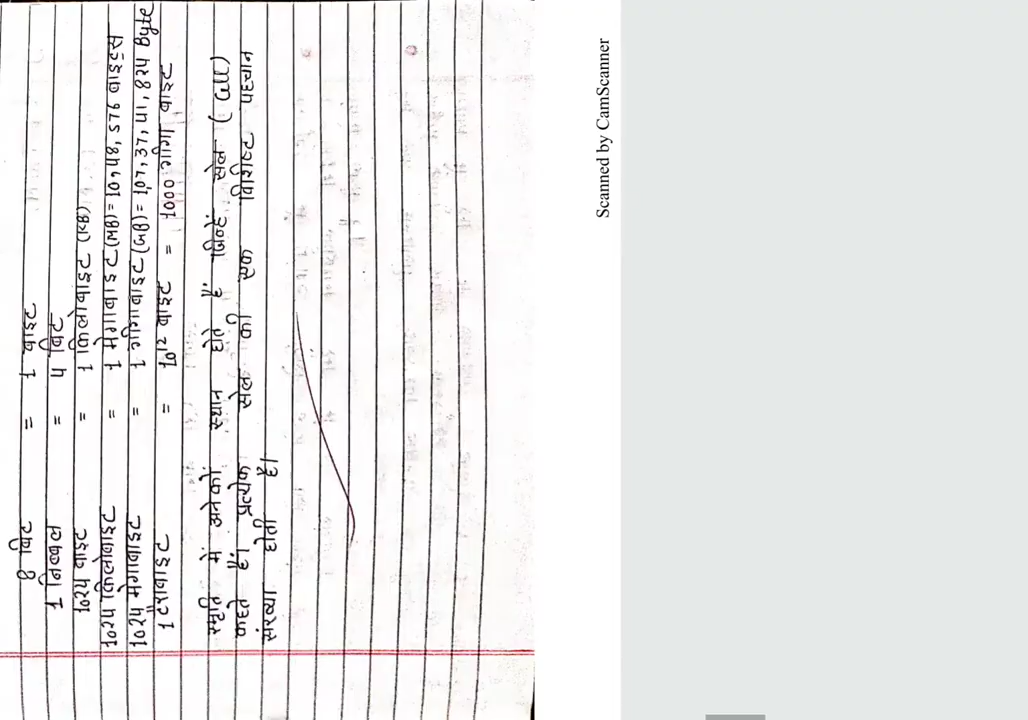 8 बिट = 1 बाइट
1 निब्बल = 4 बिट
1024 बाइट = 1 किलोबाइट (KB)
1024 किलोबाइट = 1 मेगाबाइट (MB) = 10,48,576 बाइट्स
1024 मेगाबाइट = 1 गीगाबाइट (GB) = 1,07,37,41,824 Byte
1 टेराबाइट = 10¹² बाइट = 1000 गीगा बाइट
स्मृति में अनेकों स्थान होते हैं जिन्हें सेल (Cell)
कहते हैं। प्रत्येक सेल की एक विशिष्ट पहचान
संख्या होती है।
Scanned by CamScanner